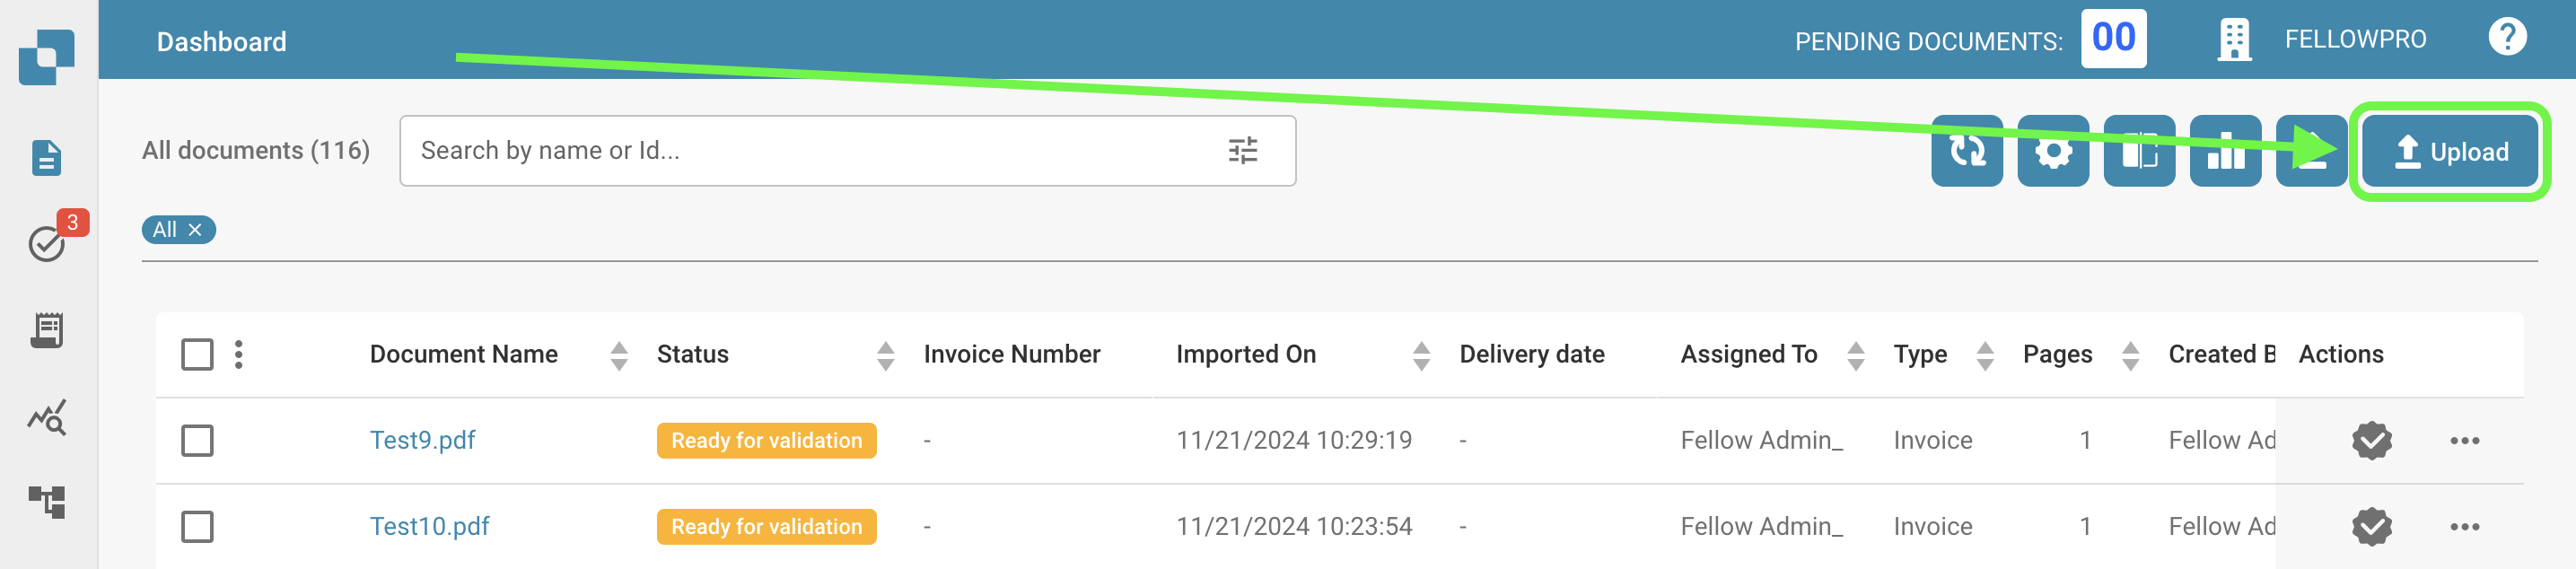 Dashboard
PENDING DOCUMENTS: 00
FELLOWPRO
?
All documents (116)
Search by name or Id...
Upload
3
All ×
Document Name Status Invoice Number Imported On Delivery date Assigned To Type Pages Created B Actions
Test9.pdf Ready for validation - 11/21/2024 10:29:19 - Fellow Admin_ Invoice 1 Fellow Ad
Test10.pdf Ready for validation - 11/21/2024 10:23:54 - Fellow Admin_ Invoice 1 Fellow Ad